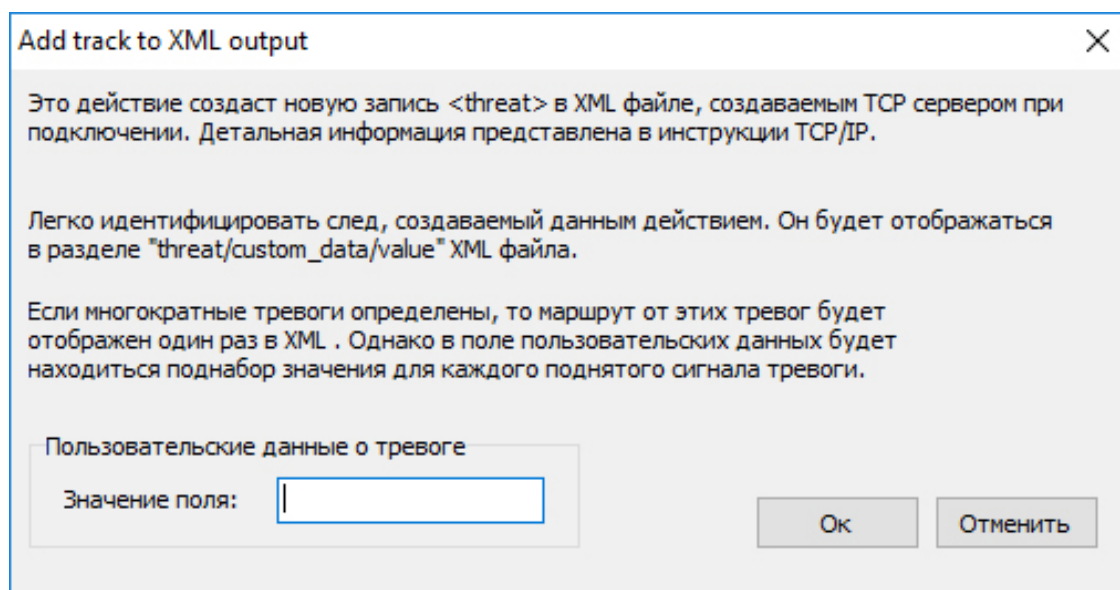 Add track to XML output
Это действие создаст новую запись <threat> в XML файле, создаваемым TCP сервером при
подключении. Детальная информация представлена в инструкции TCP/IP.
Легко идентифицировать след, создаваемый данным действием. Он будет отображаться
в разделе "threat/custom_data/value" XML файла.
Если многократные тревоги определены, то маршрут от этих тревог будет
отображен один раз в XML . Однако в поле пользовательских данных будет
находиться поднабор значения для каждого поднятого сигнала тревоги.
Пользовательские данные о тревоге
Значение поля:
Ок
Отменить